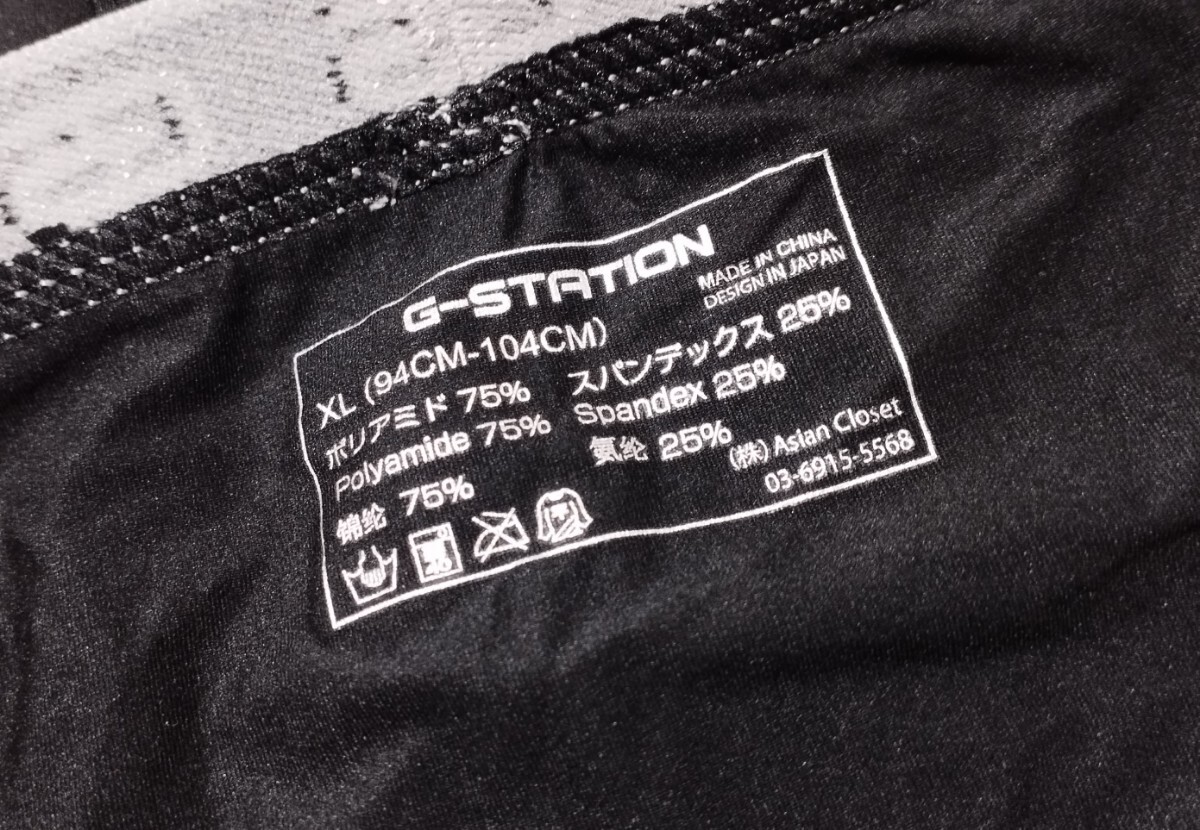 G-STATION
MADE IN CHINA
DESIGN IN JAPAN
XL (94CM-104CM)
ポリアミド 75% スパンデックス 25%
Polyamide 75% Spandex 25%
锦纶 75% 氨纶 25%
(株) Asian Closet
03-6915-5568
40